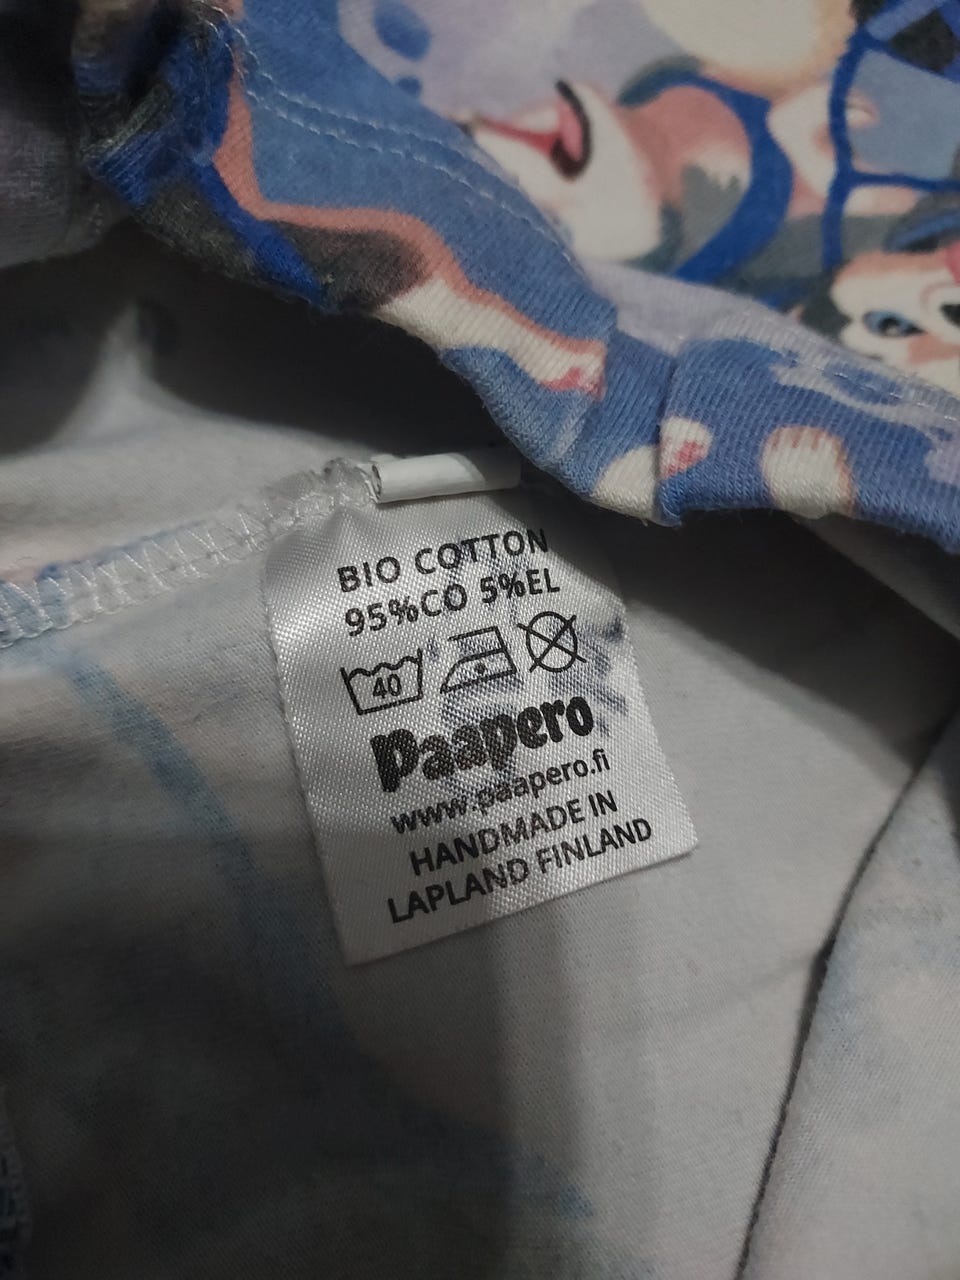 BIO COTTON
95%CO 5%EL
40
Paapero
www.paapero.fi
HANDMADE IN
LAPLAND FINLAND